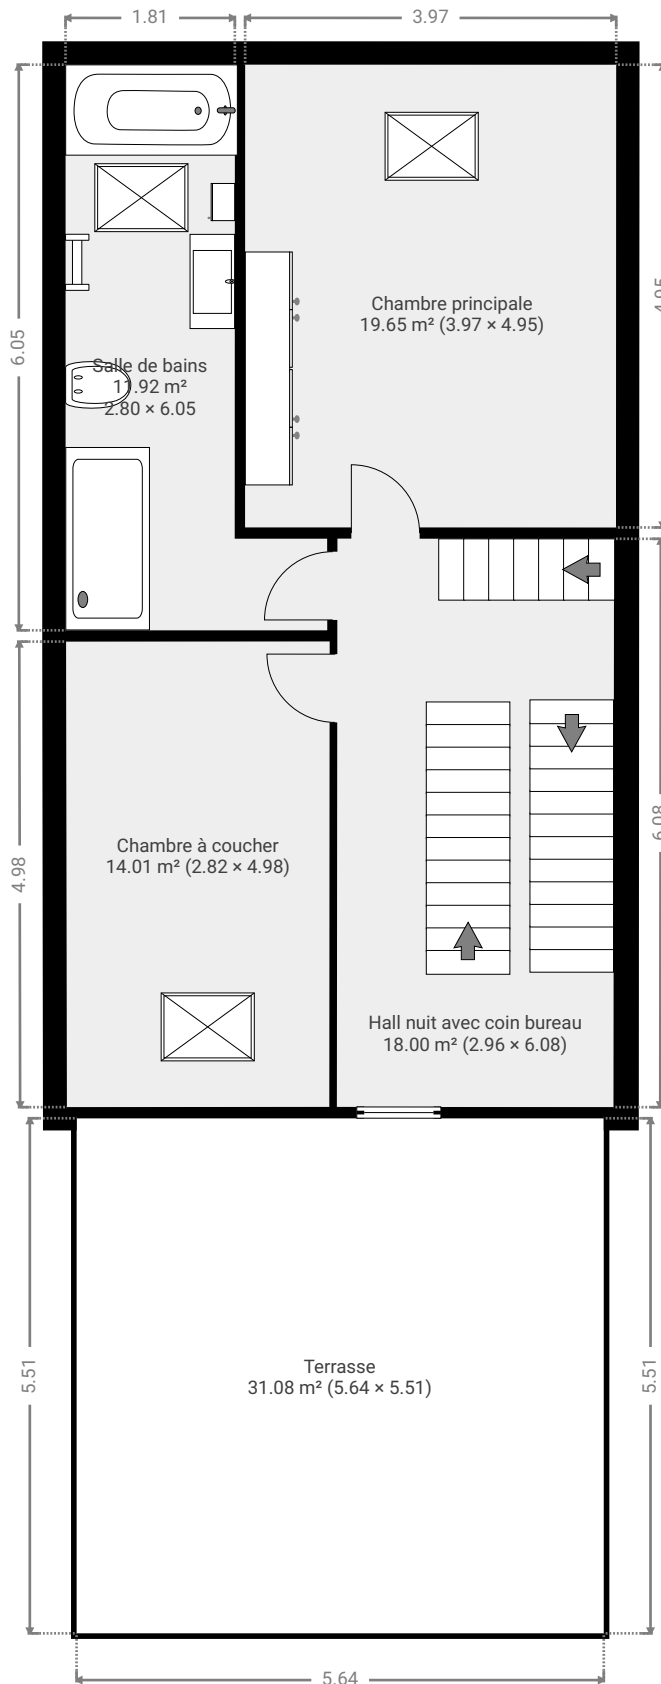 1.81
3.97
6.05
4.95
Chambre principale
19.65 m² (3.97 × 4.95)
Salle de bains
11.92 m²
2.80 × 6.05
4.98
6.08
Chambre à coucher
14.01 m² (2.82 × 4.98)
Hall nuit avec coin bureau
18.00 m² (2.96 × 6.08)
5.51
5.51
Terrasse
31.08 m² (5.64 × 5.51)
5.64